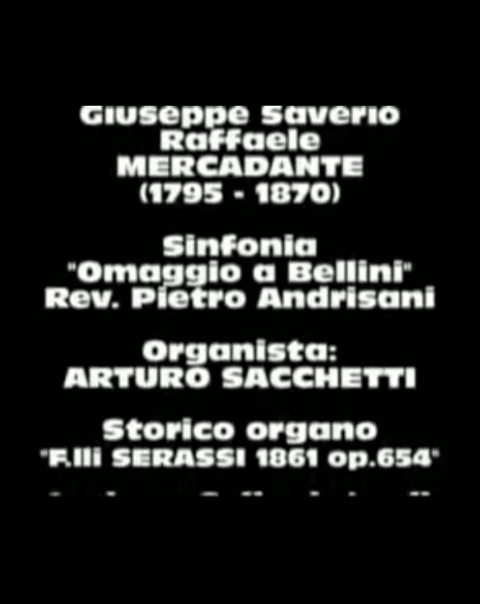 Giuseppe Saverio
Raffaele
MERCADANTE
(1795 - 1870)
Sinfonia
"Omaggio a Bellini"
Rev. Pietro Andrisani
Organista:
ARTURO SACCHETTI
Storico organo
"F.lli SERASSI 1861 op.654"